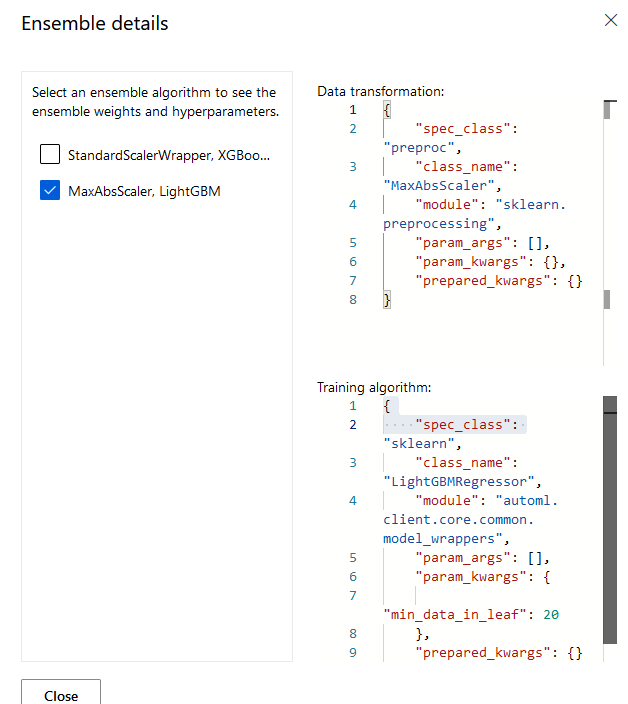 Ensemble details
Select an ensemble algorithm to see the
ensemble weights and hyperparameters.
StandardScalerWrapper, XGBoo...
MaxAbsScaler, LightGBM
Data transformation:
1 {
2 "spec_class":
"preproc",
3 "class_name":
"MaxAbsScaler",
4 "module": "sklearn.
preprocessing",
5 "param_args": [],
6 "param_kwargs": {},
7 "prepared_kwargs": {}
8 }
Training algorithm:
1 {
2 ····"spec_class":·
"sklearn",
3 "class_name":
"LightGBMRegressor",
4 "module": "automl.
client.core.common.
model_wrappers",
5 "param_args": [],
6 "param_kwargs": {
7
"min_data_in_leaf": 20
8 },
9 "prepared_kwargs": {}
Close